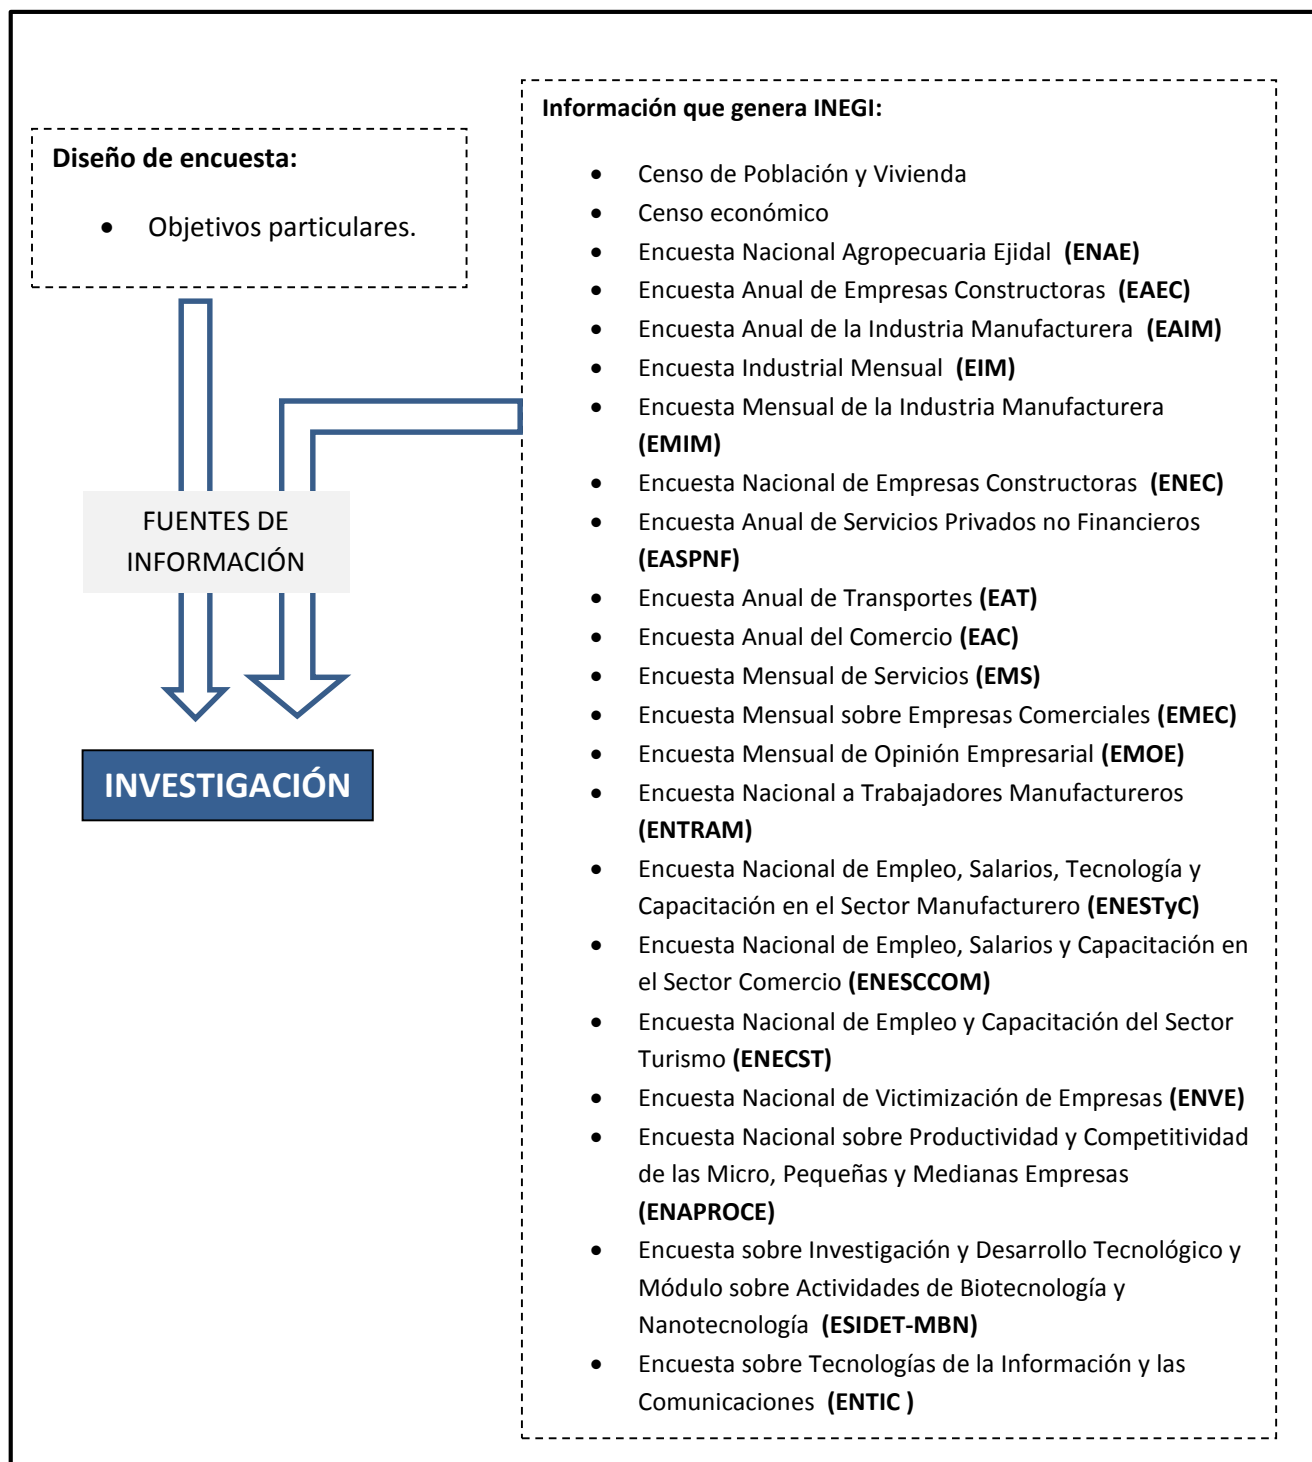 Diseño de encuesta:
• Objetivos particulares.
FUENTES DE
INFORMACIÓN
INVESTIGACIÓN
Información que genera INEGI:
• Censo de Población y Vivienda
• Censo económico
• Encuesta Nacional Agropecuaria Ejidal (ENAE)
• Encuesta Anual de Empresas Constructoras (EAEC)
• Encuesta Anual de la Industria Manufacturera (EAIM)
• Encuesta Industrial Mensual (EIM)
• Encuesta Mensual de la Industria Manufacturera
(EMIM)
• Encuesta Nacional de Empresas Constructoras (ENEC)
• Encuesta Anual de Servicios Privados no Financieros
(EASPNF)
• Encuesta Anual de Transportes (EAT)
• Encuesta Anual del Comercio (EAC)
• Encuesta Mensual de Servicios (EMS)
• Encuesta Mensual sobre Empresas Comerciales (EMEC)
• Encuesta Mensual de Opinión Empresarial (EMOE)
• Encuesta Nacional a Trabajadores Manufactureros
(ENTRAM)
• Encuesta Nacional de Empleo, Salarios, Tecnología y
Capacitación en el Sector Manufacturero (ENESTyC)
• Encuesta Nacional de Empleo, Salarios y Capacitación en
el Sector Comercio (ENESCCOM)
• Encuesta Nacional de Empleo y Capacitación del Sector
Turismo (ENECST)
• Encuesta Nacional de Victimización de Empresas (ENVE)
• Encuesta Nacional sobre Productividad y Competitividad
de las Micro, Pequeñas y Medianas Empresas
(ENAPROCE)
• Encuesta sobre Investigación y Desarrollo Tecnológico y
Módulo sobre Actividades de Biotecnología y
Nanotecnología (ESIDET-MBN)
• Encuesta sobre Tecnologías de la Información y las
Comunicaciones (ENTIC )